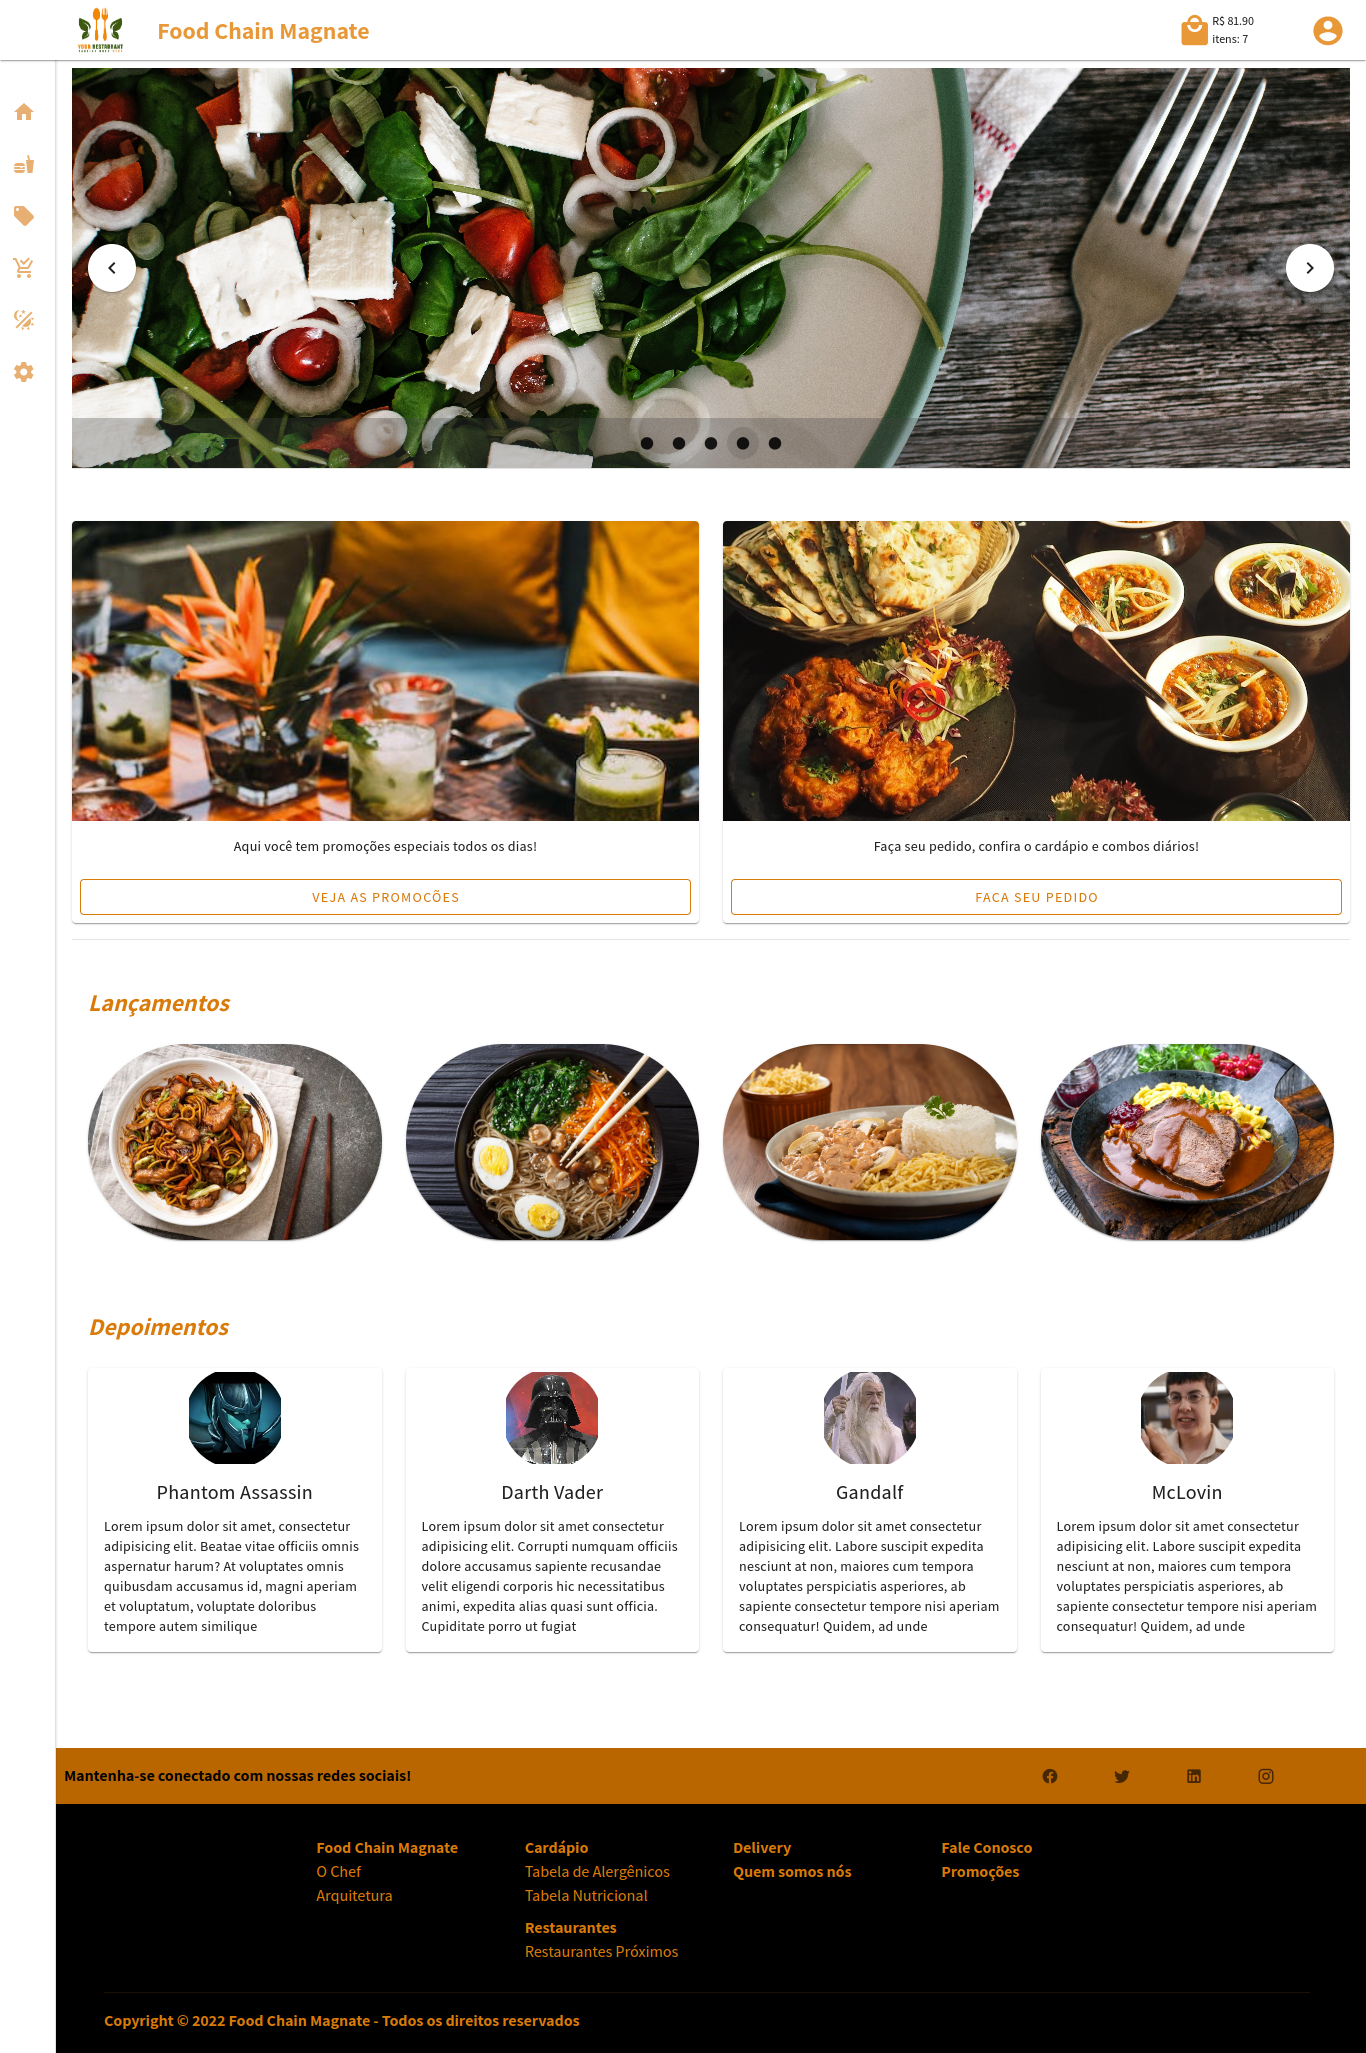 Food Chain Magnate
R$ 81.90
itens: 7
YOUR RESTAURANT
Aqui você tem promoções especiais todos os dias!
VEJA AS PROMOCÕES
Faça seu pedido, confira o cardápio e combos diários!
FACA SEU PEDIDO
Lançamentos
Depoimentos
Phantom Assassin
Lorem ipsum dolor sit amet, consectetur
adipisicing elit. Beatae vitae officiis omnis
aspernatur harum? At voluptates omnis
quibusdam accusamus id, magni aperiam
et voluptatum, voluptate doloribus
tempore autem similique
Darth Vader
Lorem ipsum dolor sit amet consectetur
adipisicing elit. Corrupti numquam officiis
dolore accusamus sapiente recusandae
velit eligendi corporis hic necessitatibus
animi, expedita alias quasi sunt officia.
Cupiditate porro ut fugiat
Gandalf
Lorem ipsum dolor sit amet consectetur
adipisicing elit. Labore suscipit expedita
nesciunt at non, maiores cum tempora
voluptates perspiciatis asperiores, ab
sapiente consectetur tempore nisi aperiam
consequatur! Quidem, ad unde
McLovin
Lorem ipsum dolor sit amet consectetur
adipisicing elit. Labore suscipit expedita
nesciunt at non, maiores cum tempora
voluptates perspiciatis asperiores, ab
sapiente consectetur tempore nisi aperiam
consequatur! Quidem, ad unde
Mantenha-se conectado com nossas redes sociais!
Food Chain Magnate
O Chef
Arquitetura
Cardápio
Tabela de Alergênicos
Tabela Nutricional
Restaurantes
Restaurantes Próximos
Delivery
Quem somos nós
Fale Conosco
Promoções
Copyright © 2022 Food Chain Magnate - Todos os direitos reservados